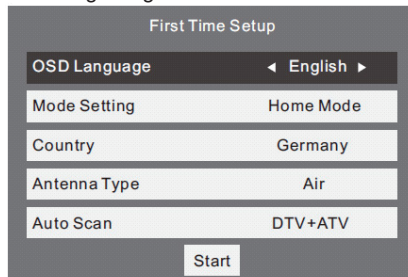 First Time Setup
OSD Language ◄ English ►
Mode Setting Home Mode
Country Germany
Antenna Type Air
Auto Scan DTV+ATV
Start